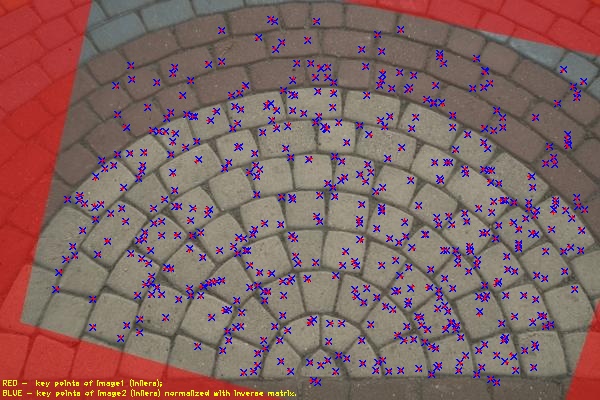 RED - key points of Image1 (inliers);
BLUE - key points of Image2 (inliers) normalized with inverse matrix.